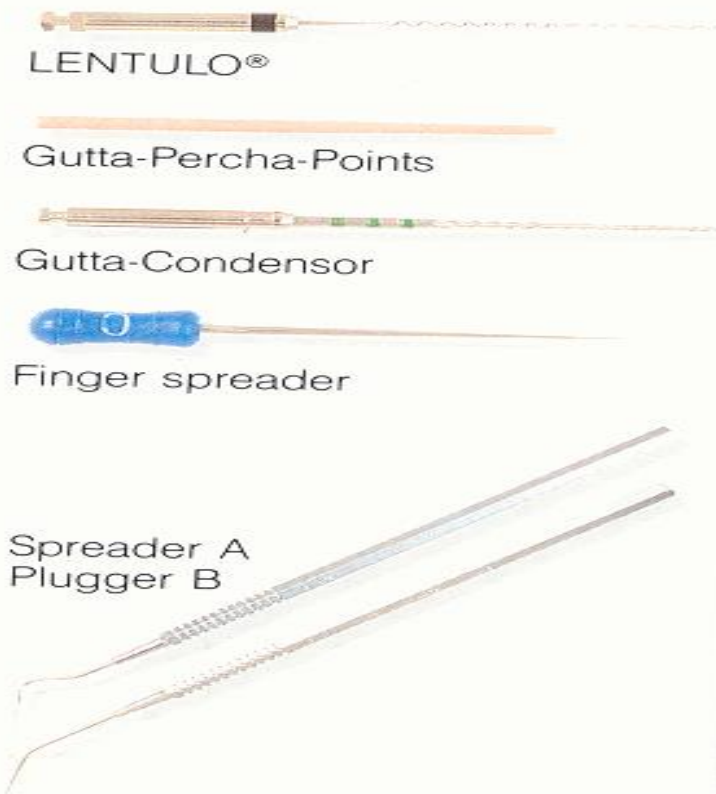 LENTULO®
Gutta-Percha-Points
Gutta-Condensor
Finger spreader
Spreader A
Plugger B